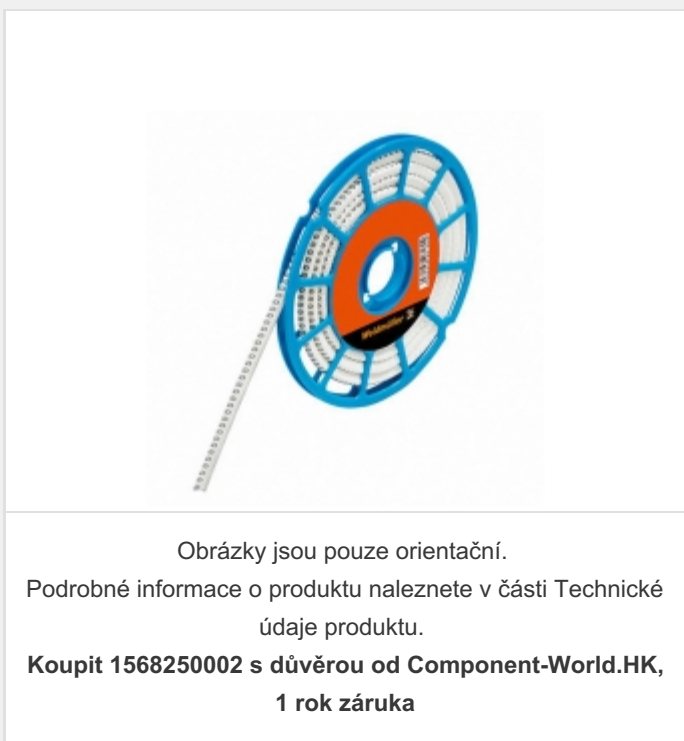 Weidmüller
Obrázky jsou pouze orientační.
Podrobné informace o produktu naleznete v části Technické
údaje produktu.
Koupit 1568250002 s důvěrou od Component-World.HK,
1 rok záruka